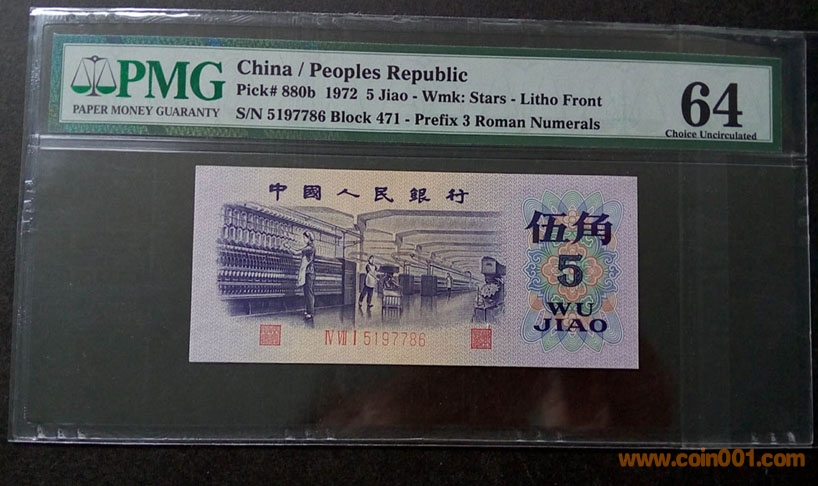 PMG
PAPER MONEY GUARANTY
China / Peoples Republic
Pick# 880b 1972 5 Jiao - Wmk: Stars - Litho Front
S/N 5197786 Block 471 - Prefix 3 Roman Numerals
64
Choice Uncirculated
中國人民銀行
伍角
5
WU
JIAO
Ⅳ Ⅶ Ⅰ 5197786
www.coin001.com